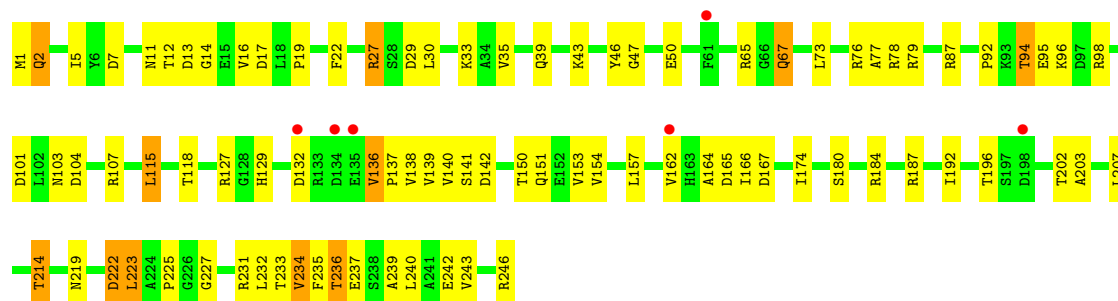 M1 Q2 I5 Y6 D7 N11 T12 D13 G14 E15 V16 D17 L18 P19 F22 R27 S28 D29 L30 K33 A34 V35 Q39 K43 Y46 G47 E50 F61 R65 G66 Q67 L73 R76 A77 R78 R79 R87 P92 K93 T94 E95 K96 D97 R98
D101 L102 N103 D104 R107 L115 T118 R127 G128 H129 D132 R133 D134 E135 V136 P137 V138 V139 V140 S141 D142 T150 Q151 E152 V153 V154 L157 V162 H163 A164 D165 I166 D167 I174 S180 R184 R187 I192 T196 S197 D198 T202 A203 L207
T214 N219 D222 L223 A224 P225 G226 G227 R231 L232 T233 V234 F235 T236 E237 S238 A239 L240 A241 E242 V243 R246